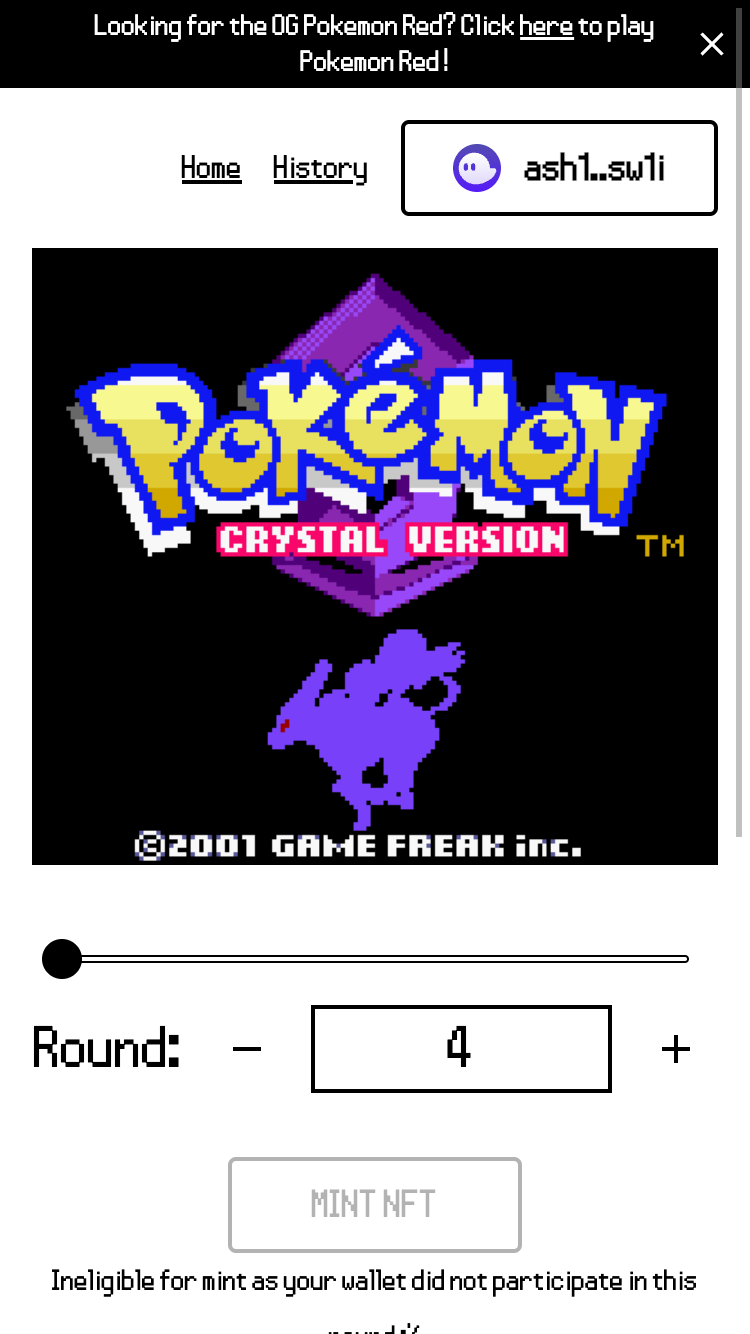 Looking for the OG Pokemon Red? Click here to play
Pokemon Red!
Home History ash1..sw1i
POKéMON
CRYSTAL VERSION TM
©2001 GAME FREAK inc.
Round: − 4 +
MINT NFT
Ineligible for mint as your wallet did not participate in this